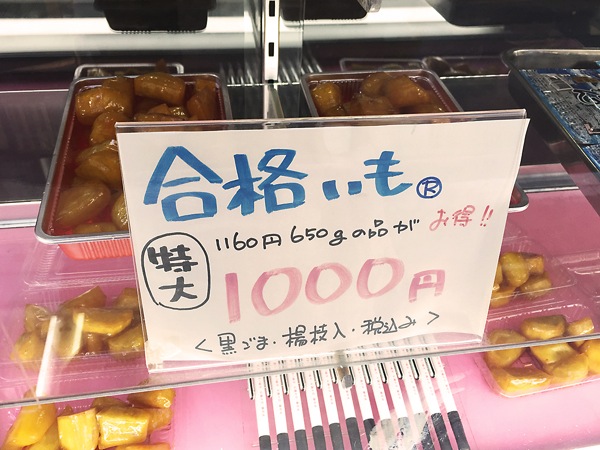 合格いも®
特大
1160円650gの品が
お得!!
1000円
<黒ごま・楊枝入・税込み>